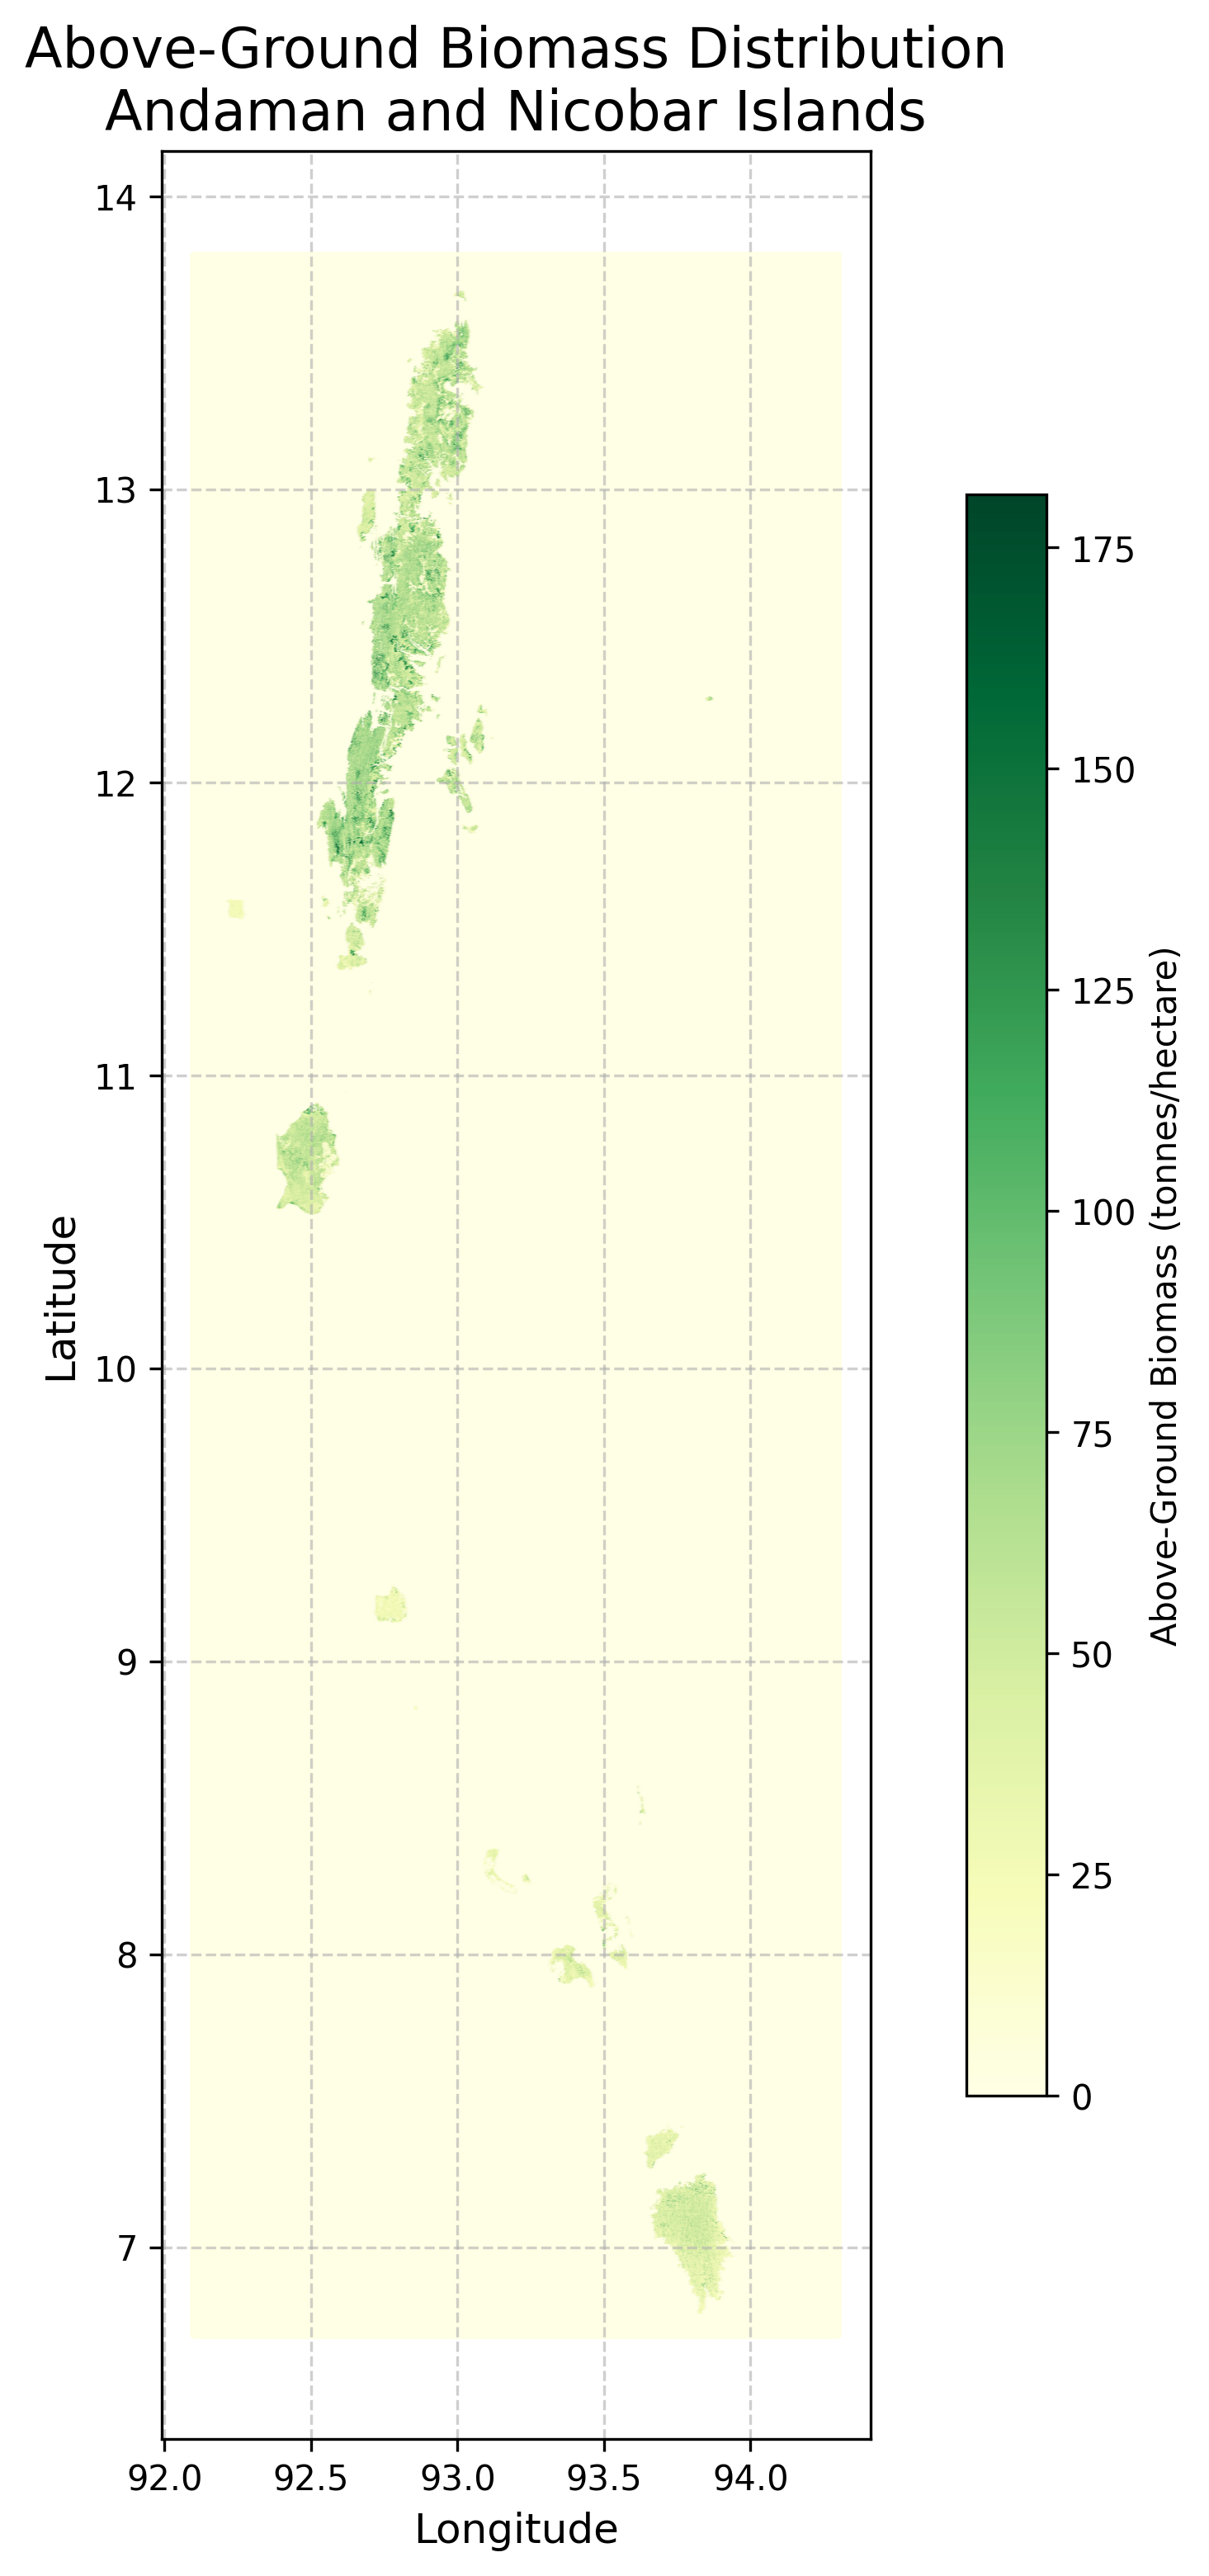 Above-Ground Biomass Distribution
Andaman and Nicobar Islands
14
13
12
11
10
9
8
7
Latitude
92.0 92.5 93.0 93.5 94.0
Longitude
175
150
125
100
75
50
25
0
Above-Ground Biomass (tonnes/hectare)